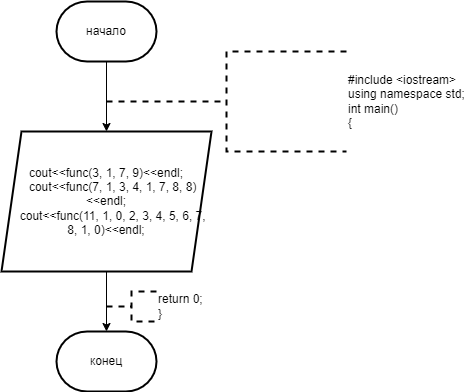 начало
#include <iostream>
using namespace std;
int main()
{
cout<<func(3, 1, 7, 9)<<endl;
cout<<func(7, 1, 3, 4, 1, 7, 8, 8)
<<endl;
cout<<func(11, 1, 0, 2, 3, 4, 5, 6, 7,
8, 1, 0)<<endl;
return 0;
}
конец